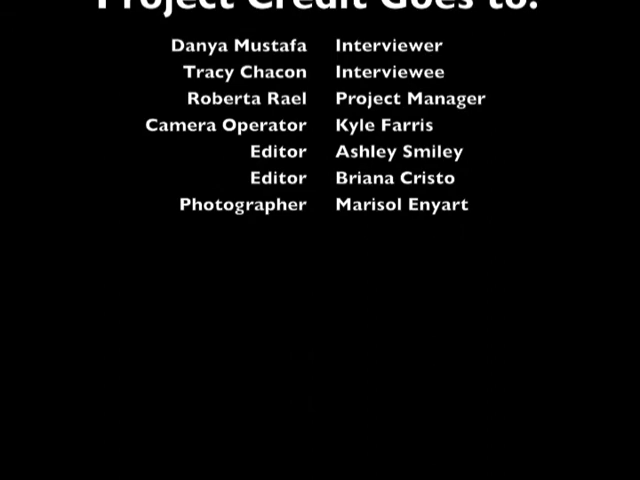 Project Credit Goes to:
Danya Mustafa Interviewer
Tracy Chacon Interviewee
Roberta Rael Project Manager
Camera Operator Kyle Farris
Editor Ashley Smiley
Editor Briana Cristo
Photographer Marisol Enyart